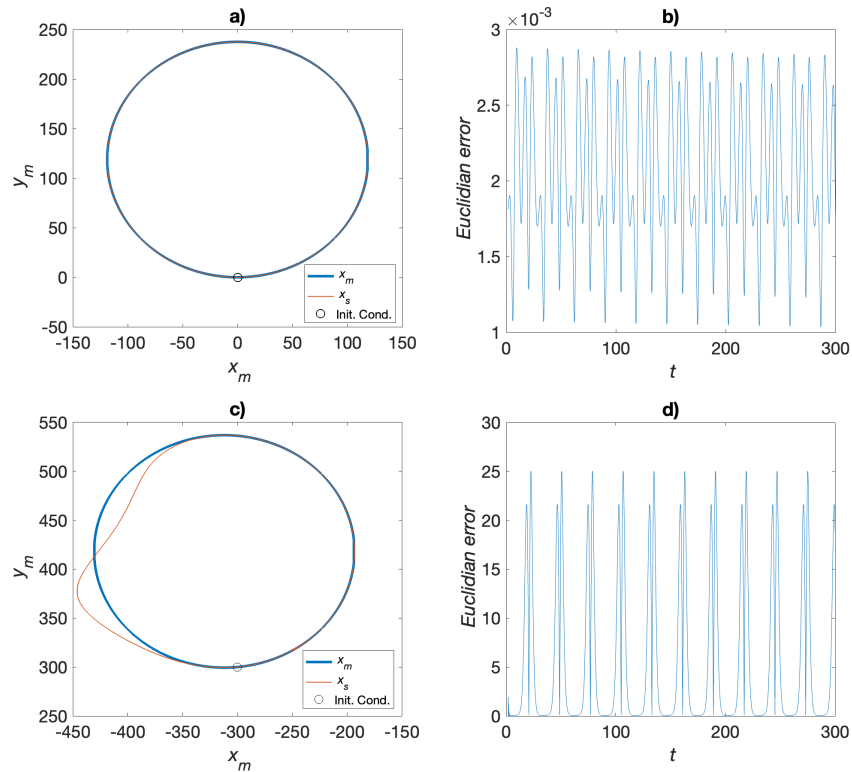 a)
250
200
150
100
50
0
-50
y_m
-150 -100 -50 0 50 100 150
x_m
x_m
x_s
Init. Cond.
b)
×10^-3
3
2.5
2
1.5
1
Euclidian error
0 100 200 300
t
c)
550
500
450
400
350
300
250
y_m
-450 -400 -350 -300 -250 -200 -150
x_m
x_m
x_s
Init. Cond.
d)
30
25
20
15
10
5
0
Euclidian error
0 100 200 300
t